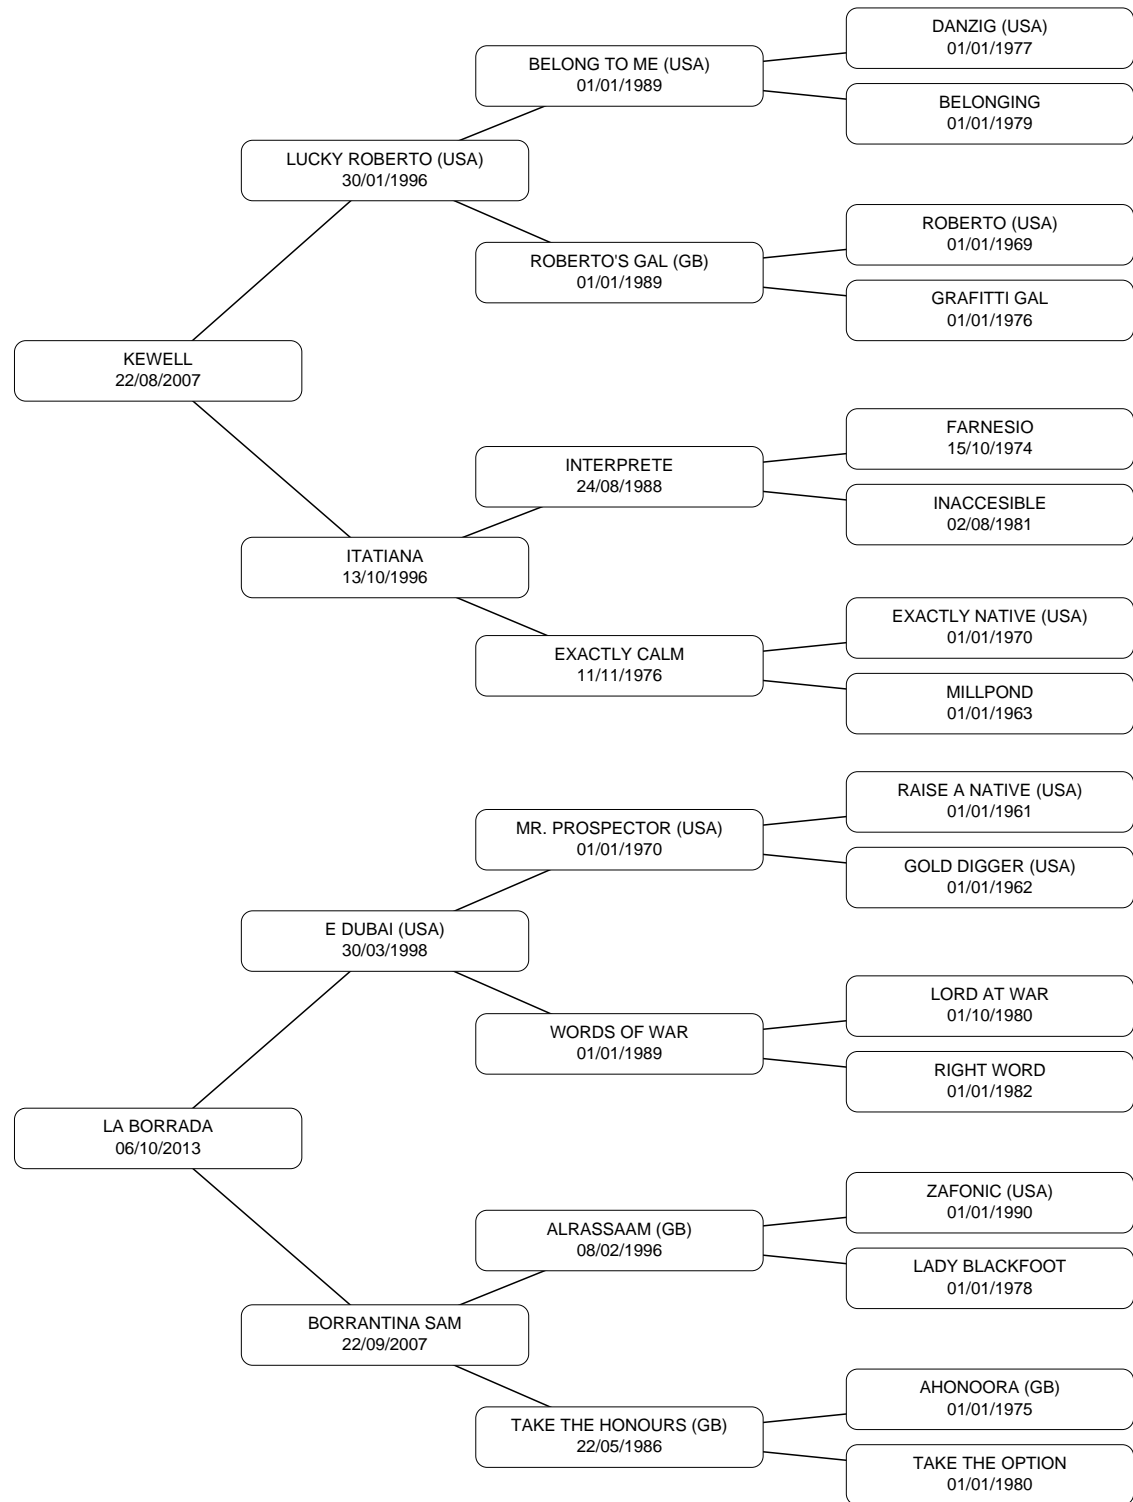 DANZIG (USA)
01/01/1977
BELONG TO ME (USA)
01/01/1989
BELONGING
01/01/1979
LUCKY ROBERTO (USA)
30/01/1996
ROBERTO (USA)
01/01/1969
ROBERTO'S GAL (GB)
01/01/1989
GRAFITTI GAL
01/01/1976
KEWELL
22/08/2007
FARNESIO
15/10/1974
INTERPRETE
24/08/1988
INACCESIBLE
02/08/1981
ITATIANA
13/10/1996
EXACTLY NATIVE (USA)
01/01/1970
EXACTLY CALM
11/11/1976
MILLPOND
01/01/1963
RAISE A NATIVE (USA)
01/01/1961
MR. PROSPECTOR (USA)
01/01/1970
GOLD DIGGER (USA)
01/01/1962
E DUBAI (USA)
30/03/1998
LORD AT WAR
01/10/1980
WORDS OF WAR
01/01/1989
RIGHT WORD
01/01/1982
LA BORRADA
06/10/2013
ZAFONIC (USA)
01/01/1990
ALRASSAAM (GB)
08/02/1996
LADY BLACKFOOT
01/01/1978
BORRANTINA SAM
22/09/2007
AHONOORA (GB)
01/01/1975
TAKE THE HONOURS (GB)
22/05/1986
TAKE THE OPTION
01/01/1980